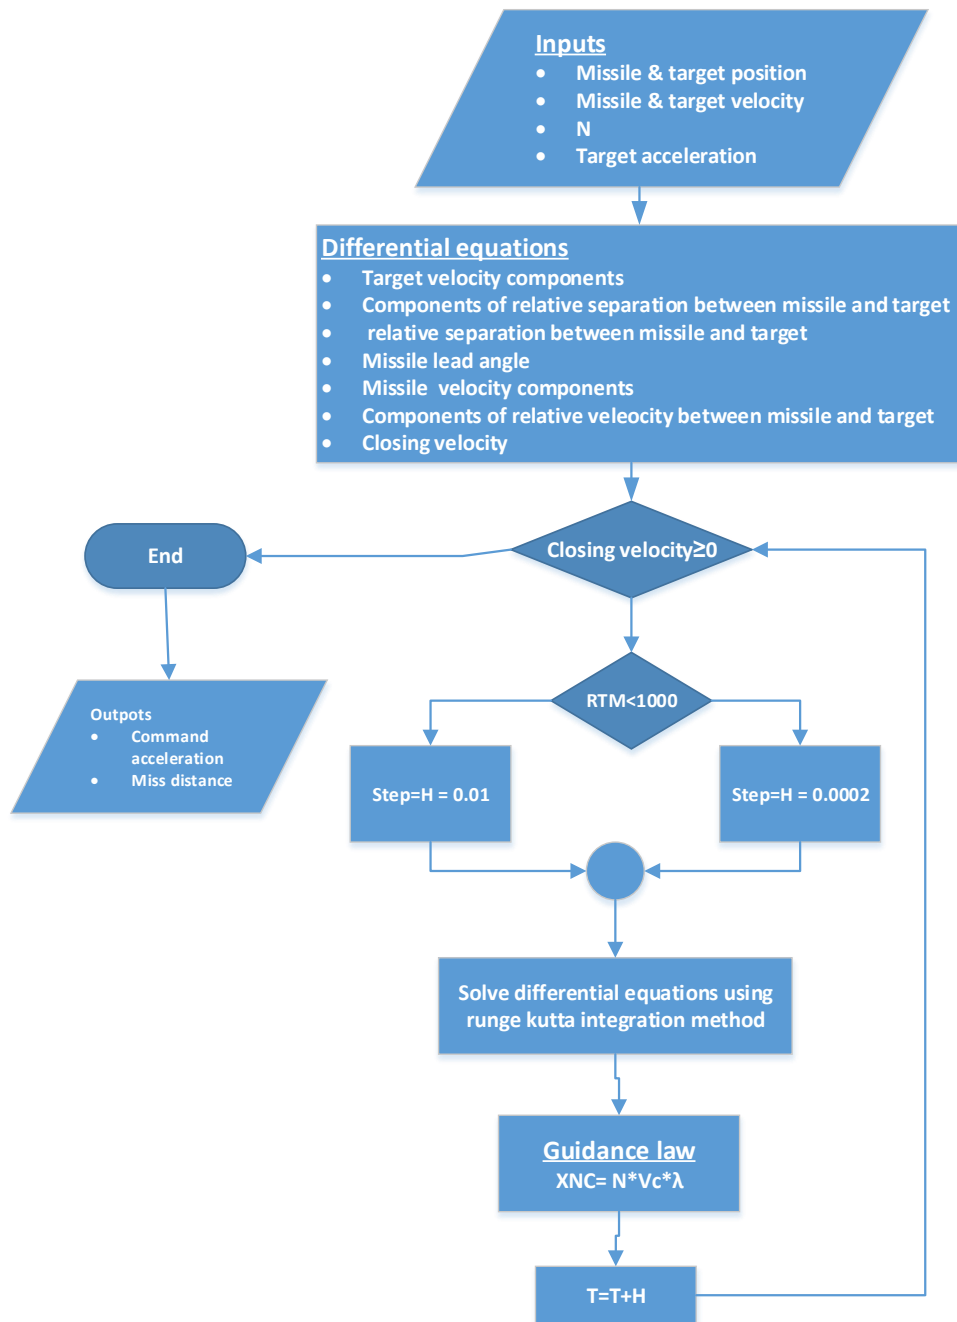 Inputs
• Missile & target position
• Missile & target velocity
• N
• Target acceleration
Differential equations
• Target velocity components
• Components of relative separation between missile and target
• relative separation between missile and target
• Missile lead angle
• Missile velocity components
• Components of relative veleocity between missile and target
• Closing velocity
Closing velocity≥0
End
RTM<1000
Outpots
• Command
acceleration
• Miss distance
Step=H = 0.01
Step=H = 0.0002
Solve differential equations using
runge kutta integration method
Guidance law
XNC= N*Vc*λ
T=T+H